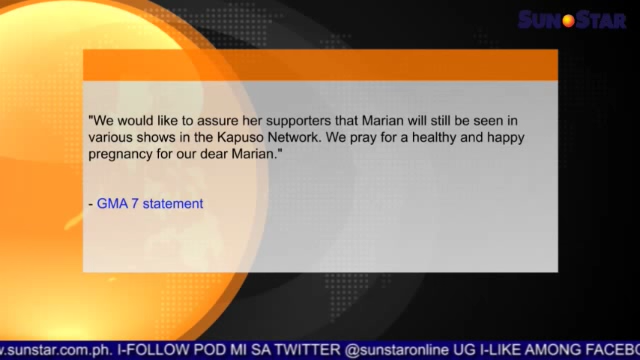 SUN STAR
"We would like to assure her supporters that Marian will still be seen in
various shows in the Kapuso Network. We pray for a healthy and happy
pregnancy for our dear Marian."
- GMA 7 statement
w.sunstar.com.ph. I-FOLLOW POD MI SA TWITTER @sunstaronline UG I-LIKE AMONG FACEBO